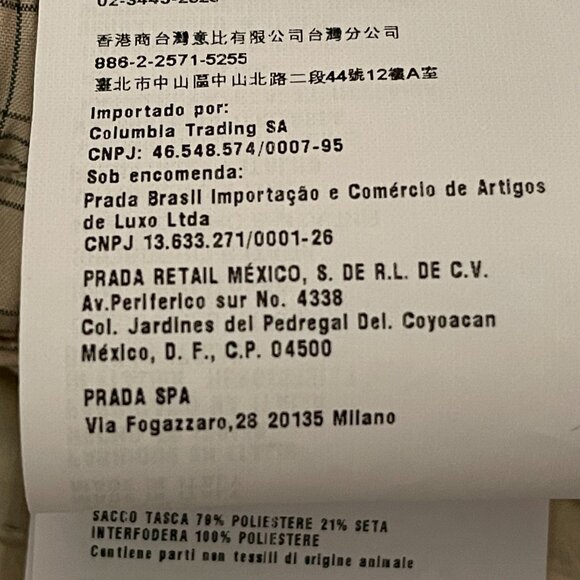 香港商台灣意比有限公司台灣分公司
886-2-2571-5255
臺北市中山區中山北路二段44號12樓A室
Importado por:
Columbia Trading SA
CNPJ: 46.548.574/0007-95
Sob encomenda:
Prada Brasil Importação e Comércio de Artigos
de Luxo Ltda
CNPJ 13.633.271/0001-26
PRADA RETAIL MÉXICO, S. DE R.L. DE C.V.
Av.Periferico sur No. 4338
Col. Jardines del Pedregal Del. Coyoacan
México, D. F., C.P. 04500
PRADA SPA
Via Fogazzaro,28 20135 Milano
SACCO TASCA 79% POLIESTERE 21% SETA
INTERFODERA 100% POLIESTERE
Contiene parti non tessili di origine animale